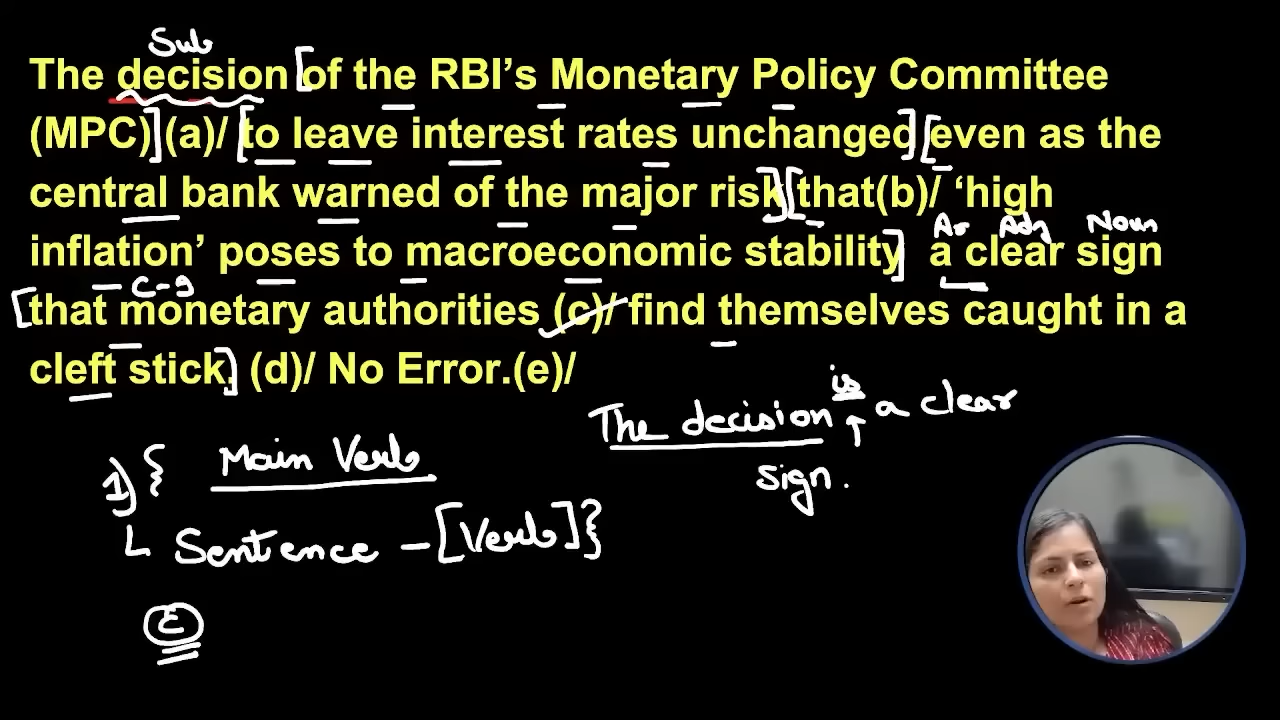 Sub
The decision [of the RBI’s Monetary Policy Committee
(MPC)](a)/ [to leave interest rates unchanged] [even as the
central bank warned of the major risk] [that(b)/ ‘high
Ar Adj Noun
inflation’ poses to macroeconomic stability] a clear sign
C-g
[that monetary authorities (c)/ find themselves caught in a
cleft stick.] (d)/ No Error.(e)/
The decision is a clear
sign.
1) { Main Verb
Sentence - [Verb] }
C